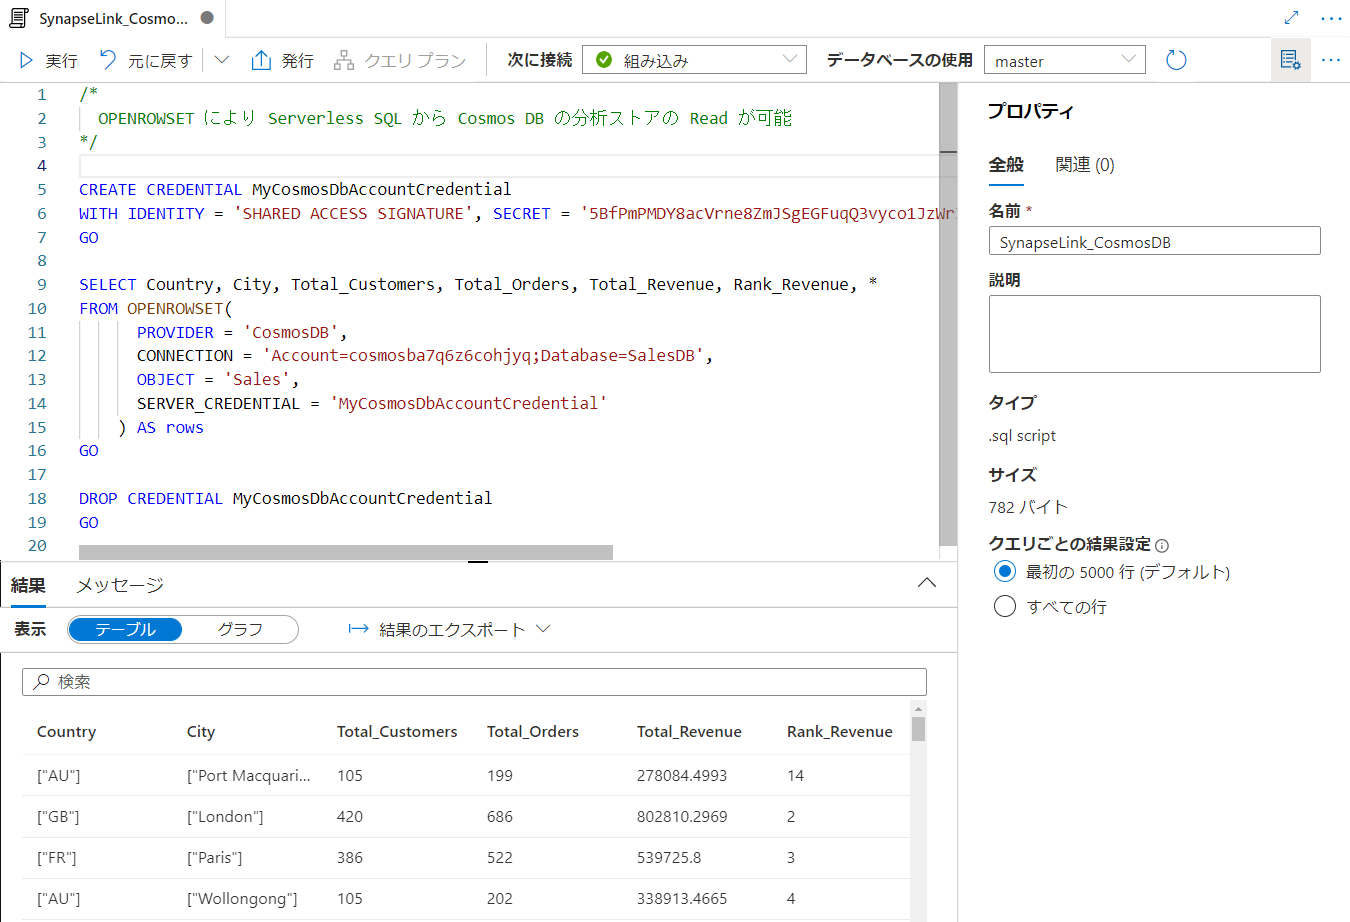 SynapseLink_Cosmo...
実行 元に戻す 発行 クエリ プラン 次に接続 組み込み データベースの使用 master
1 /*
2 OPENROWSET により Serverless SQL から Cosmos DB の分析ストアの Read が可能
3 */
4
5 CREATE CREDENTIAL MyCosmosDbAccountCredential
6 WITH IDENTITY = 'SHARED ACCESS SIGNATURE', SECRET = '5BfPmPMDY8acVrne8ZmJSgEGFuqQ3vyco1JzWr
7 GO
8
9 SELECT Country, City, Total_Customers, Total_Orders, Total_Revenue, Rank_Revenue, *
10 FROM OPENROWSET(
11 PROVIDER = 'CosmosDB',
12 CONNECTION = 'Account=cosmosba7q6z6cohjyq;Database=SalesDB',
13 OBJECT = 'Sales',
14 SERVER_CREDENTIAL = 'MyCosmosDbAccountCredential'
15 ) AS rows
16 GO
17
18 DROP CREDENTIAL MyCosmosDbAccountCredential
19 GO
20
結果 メッセージ
表示 テーブル グラフ 結果のエクスポート
検索
Country City Total_Customers Total_Orders Total_Revenue Rank_Revenue
["AU"] ["Port Macquari... 105 199 278084.4993 14
["GB"] ["London"] 420 686 802810.2969 2
["FR"] ["Paris"] 386 522 539725.8 3
["AU"] ["Wollongong"] 105 202 338913.4665 4
プロパティ
全般 関連 (0)
名前 *
SynapseLink_CosmosDB
説明
タイプ
.sql script
サイズ
782 バイト
クエリごとの結果設定
最初の 5000 行 (デフォルト)
すべての行